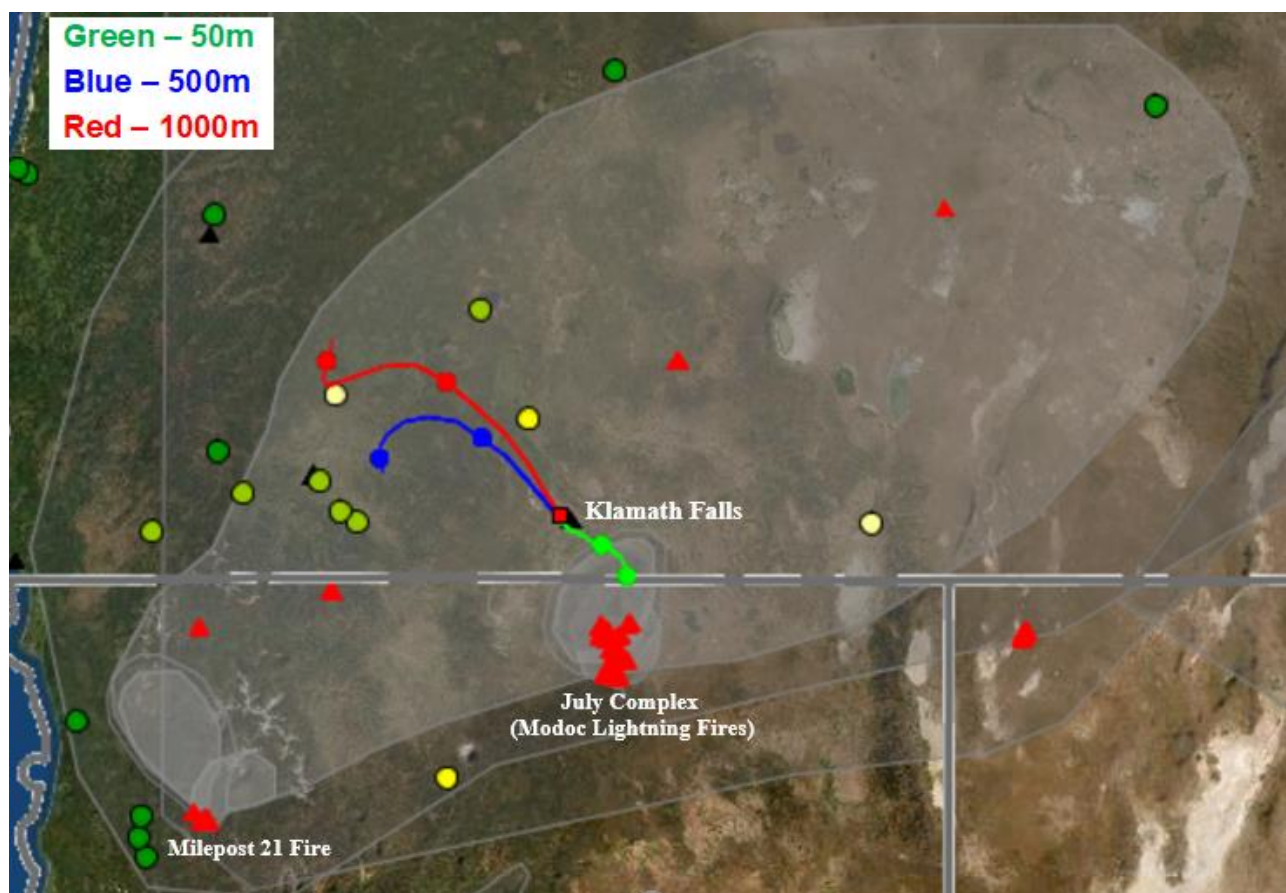 Green – 50m
Blue – 500m
Red – 1000m
Klamath Falls
July Complex
(Modoc Lightning Fires)
Milepost 21 Fire